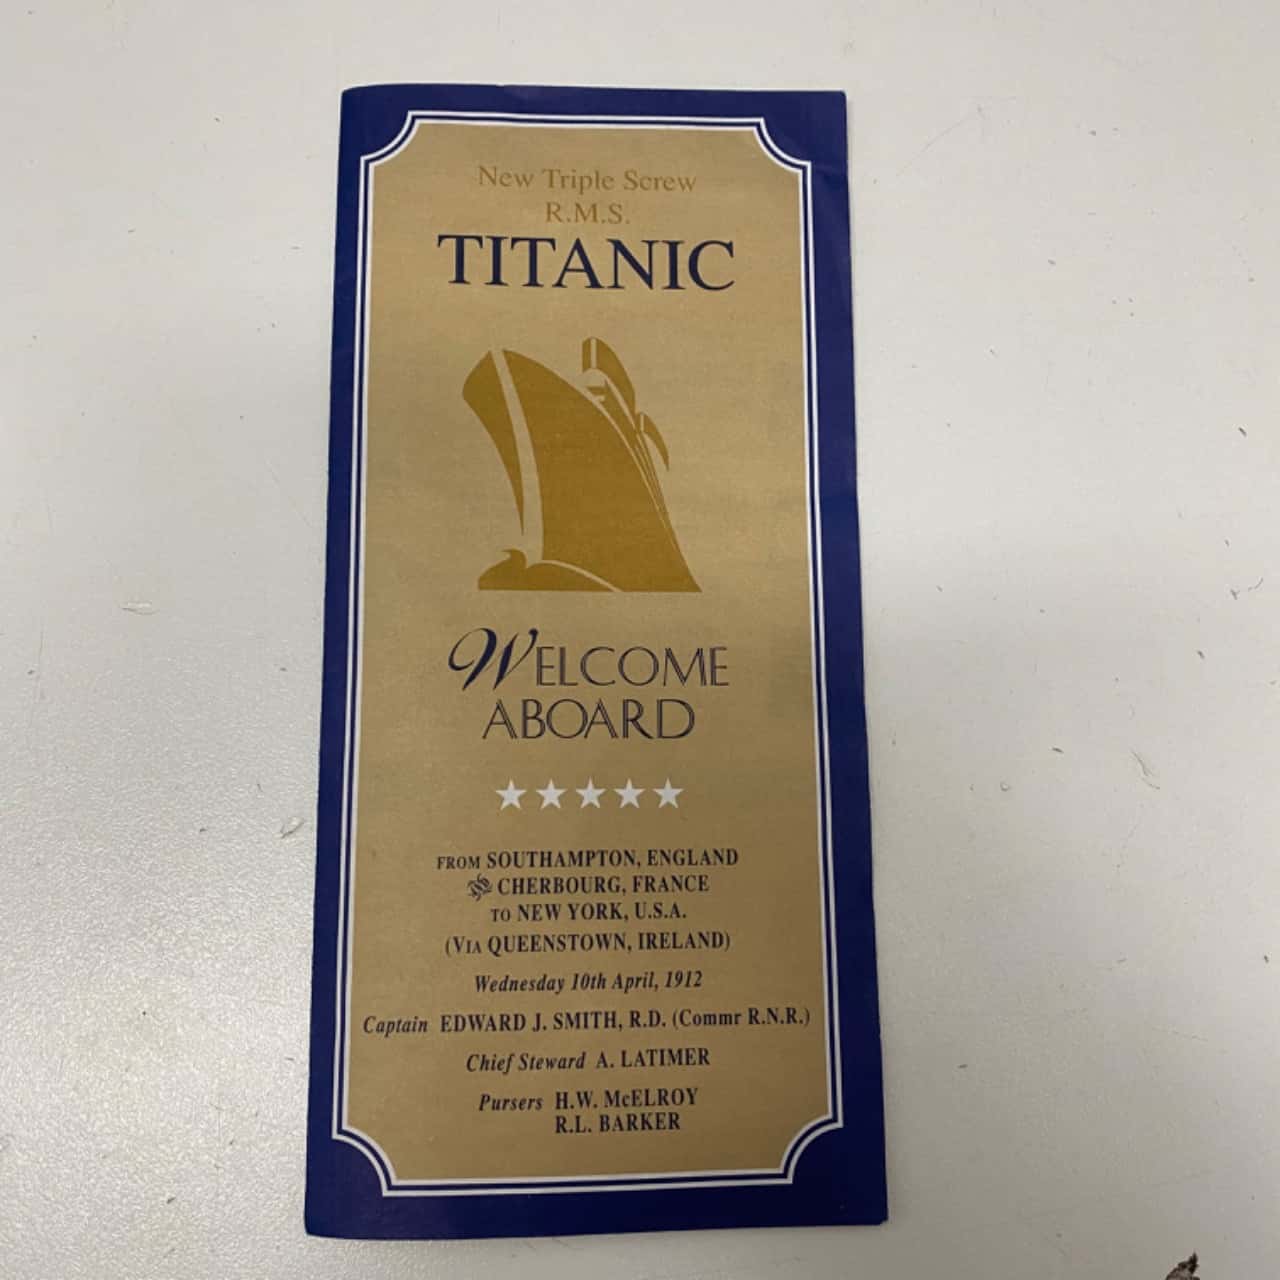 New Triple Screw
R.M.S.
TITANIC
WELCOME
ABOARD
FROM SOUTHAMPTON, ENGLAND
& CHERBOURG, FRANCE
TO NEW YORK, U.S.A.
(VIA QUEENSTOWN, IRELAND)
Wednesday 10th April, 1912
Captain EDWARD J. SMITH, R.D. (Commr R.N.R.)
Chief Steward A. LATIMER
Pursers H.W. McELROY
R.L. BARKER